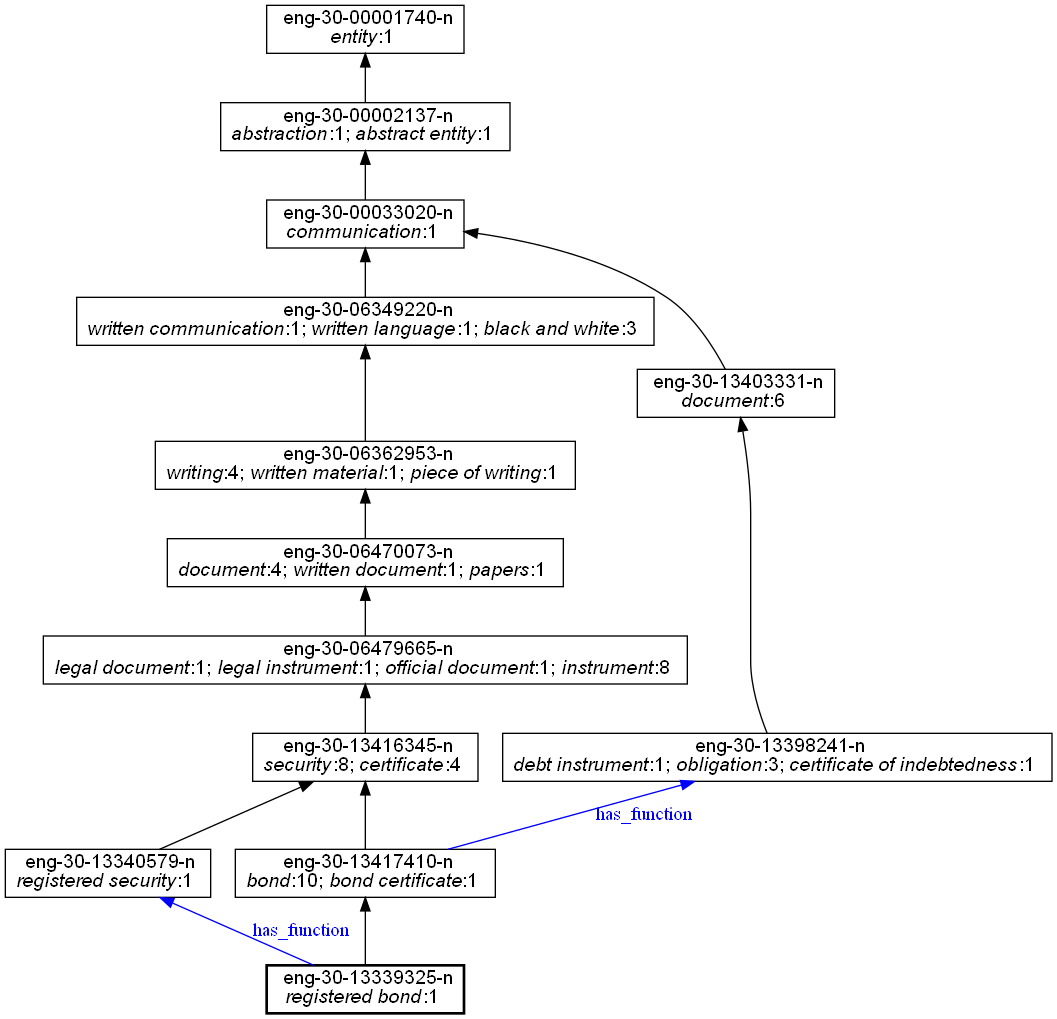 eng-30-00001740-n
entity:1
eng-30-00002137-n
abstraction:1; abstract entity:1
eng-30-00033020-n
communication:1
eng-30-06349220-n
written communication:1; written language:1; black and white:3
eng-30-13403331-n
document:6
eng-30-06362953-n
writing:4; written material:1; piece of writing:1
eng-30-06470073-n
document:4; written document:1; papers:1
eng-30-06479665-n
legal document:1; legal instrument:1; official document:1; instrument:8
eng-30-13416345-n
security:8; certificate:4
eng-30-13398241-n
debt instrument:1; obligation:3; certificate of indebtedness:1
has_function
eng-30-13340579-n
registered security:1
eng-30-13417410-n
bond:10; bond certificate:1
has_function
eng-30-13339325-n
registered bond:1